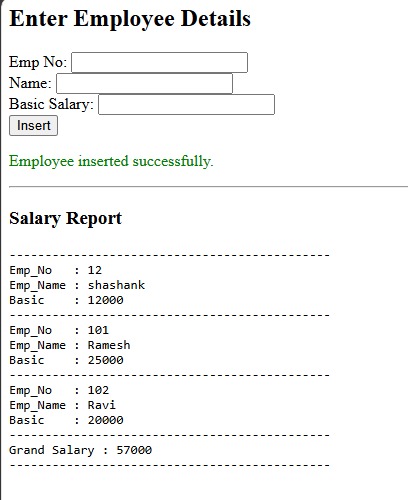 Enter Employee Details
Emp No:
Name:
Basic Salary:
Insert
Employee inserted successfully.
Salary Report
---------------------------------------------
Emp_No   : 12
Emp_Name : shashank
Basic    : 12000
---------------------------------------------
Emp_No   : 101
Emp_Name : Ramesh
Basic    : 25000
---------------------------------------------
Emp_No   : 102
Emp_Name : Ravi
Basic    : 20000
---------------------------------------------
Grand Salary : 57000
---------------------------------------------